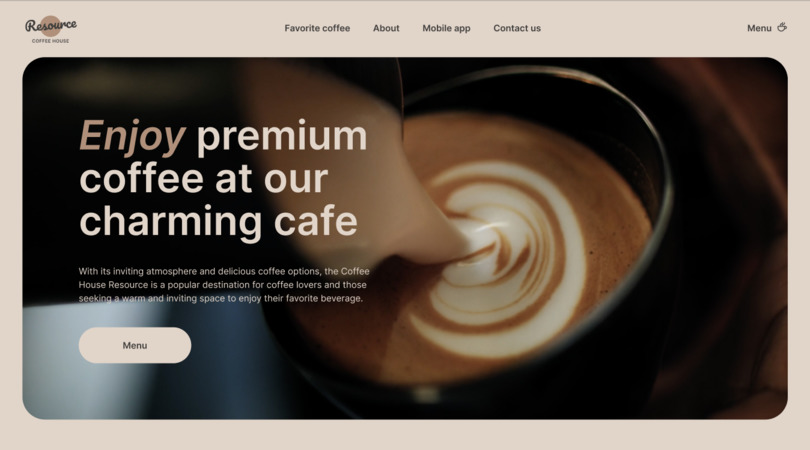 Resource
COFFEE HOUSE
Favorite coffee
About
Mobile app
Contact us
Menu
Enjoy premium
coffee at our
charming cafe
With its inviting atmosphere and delicious coffee options, the Coffee
House Resource is a popular destination for coffee lovers and those
seeking a warm and inviting space to enjoy their favorite beverage.
Menu